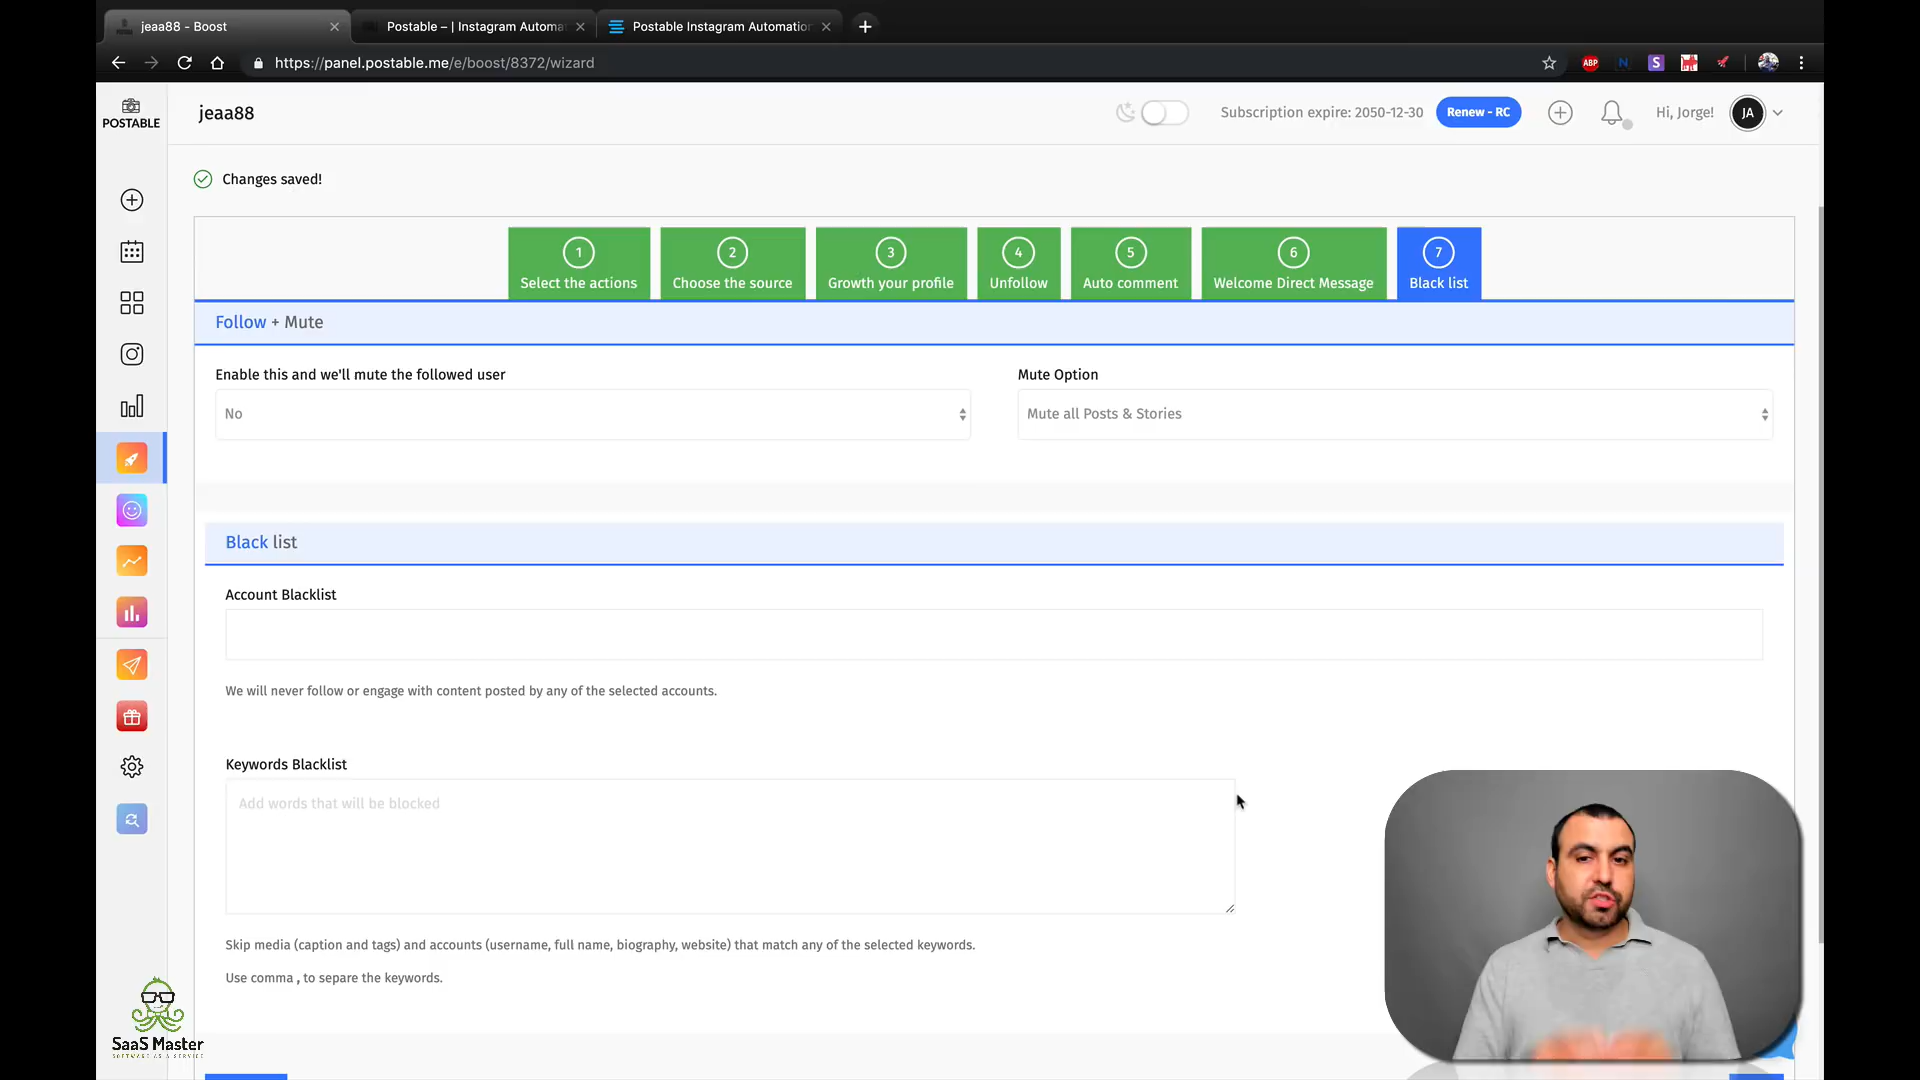 jeaa88 - Boost
Postable – | Instagram Automa
Postable Instagram Automation
https://panel.postable.me/e/boost/8372/wizard
ABP
N
S
POSTABLE
jeaa88
Subscription expire: 2050-12-30
Renew - RC
Hi, Jorge!
JA
Changes saved!
1
Select the actions
2
Choose the source
3
Growth your profile
4
Unfollow
5
Auto comment
6
Welcome Direct Message
7
Black list
Follow + Mute
Enable this and we'll mute the followed user
Mute Option
No
Mute all Posts & Stories
Black list
Account Blacklist
We will never follow or engage with content posted by any of the selected accounts.
Keywords Blacklist
Add words that will be blocked
Skip media (caption and tags) and accounts (username, full name, biography, website) that match any of the selected keywords.
Use comma , to separe the keywords.
SaaS Master
SOFTWARE AS A SERVICE